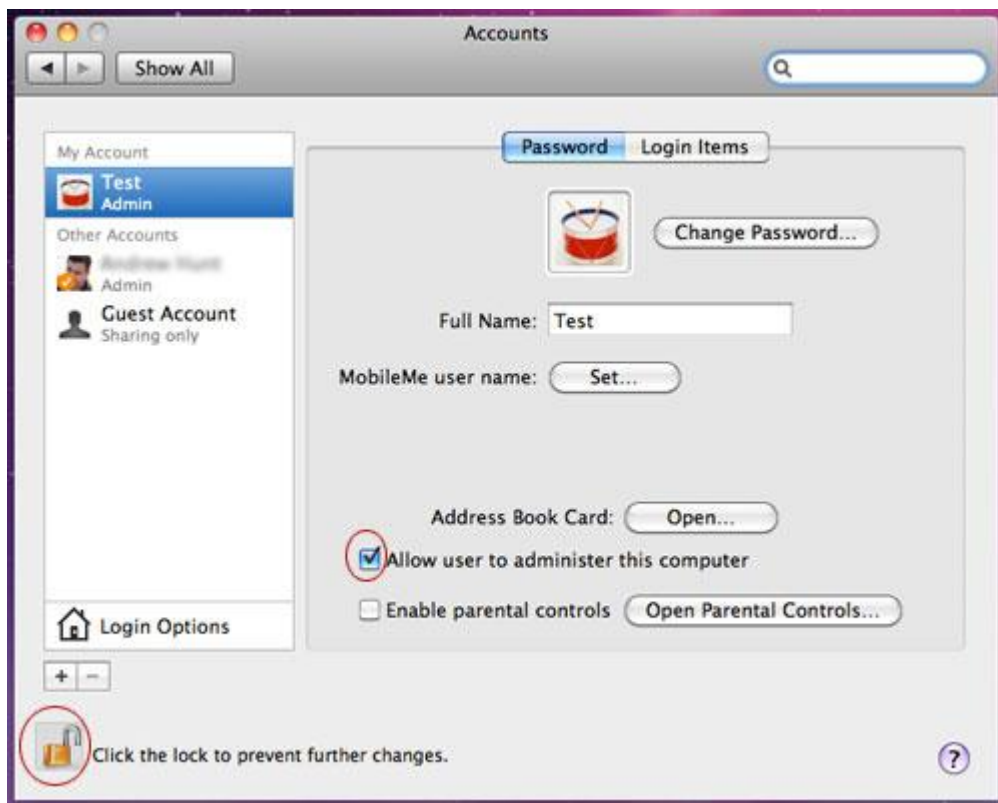 Accounts
Show All
My Account
Test
Admin
Other Accounts
Admin
Guest Account
Sharing only
Login Options
+ −
Password Login Items
Change Password...
Full Name: Test
MobileMe user name: Set...
Address Book Card: Open...
Allow user to administer this computer
Enable parental controls Open Parental Controls...
Click the lock to prevent further changes.
?